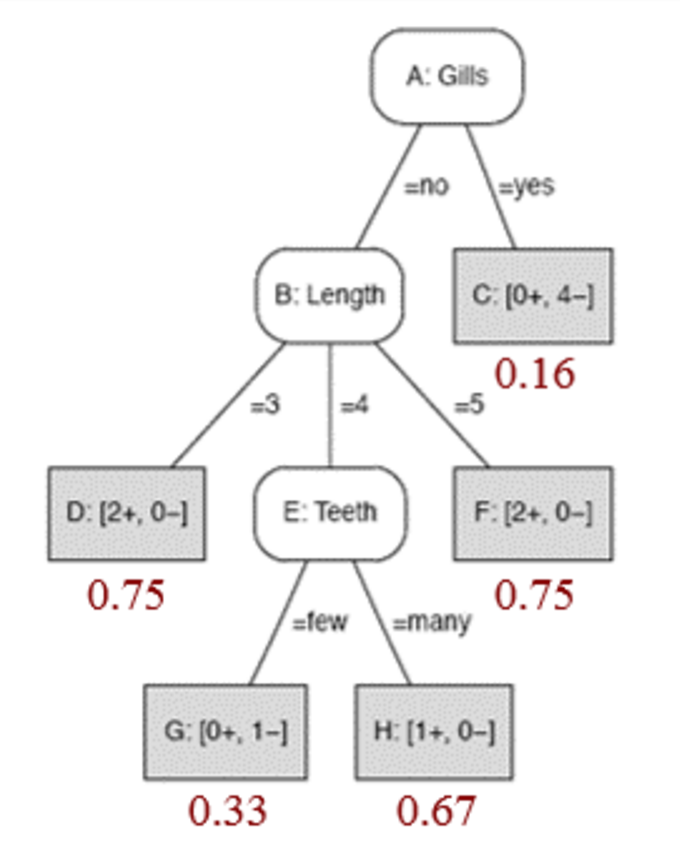 A: Gills
=no
=yes
B: Length
C: [0+, 4−]
0.16
=3
=4
=5
D: [2+, 0−]
E: Teeth
F: [2+, 0−]
0.75
0.75
=few
=many
G: [0+, 1−]
H: [1+, 0−]
0.33
0.67